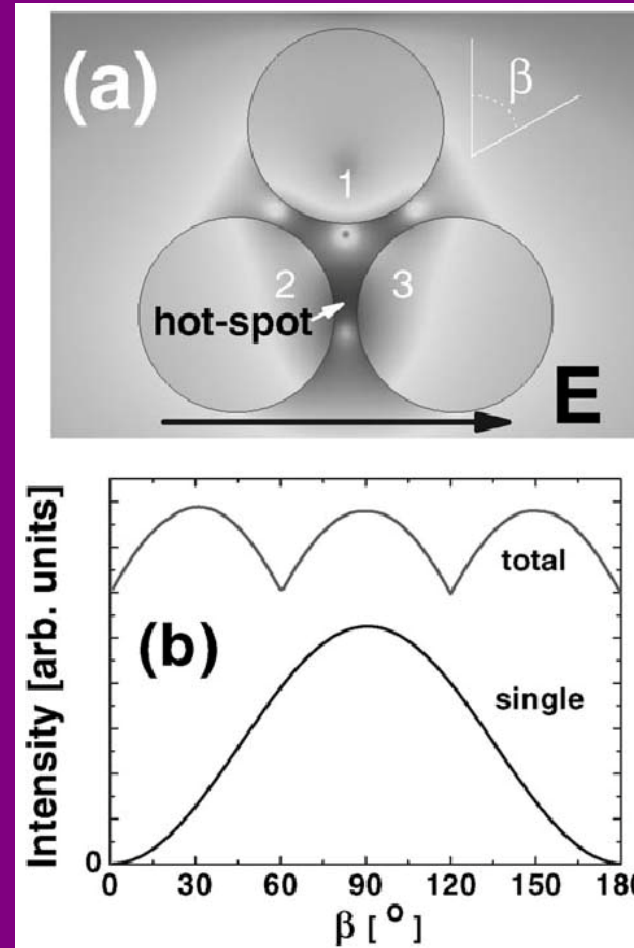 (a)
β
1
2
3
hot-spot
E
Intensity [arb. units]
total
(b)
single
0
0
30
60
90
120
150
180
β [ ° ]